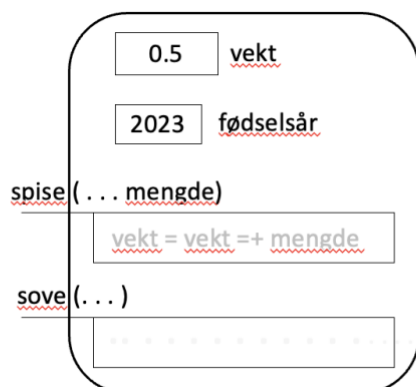 0.5 vekt
2023 fødselsår
spise ( . . . mengde)
vekt = vekt =+ mengde
sove (. . . )
. . . . . . . . . . . . . . . .